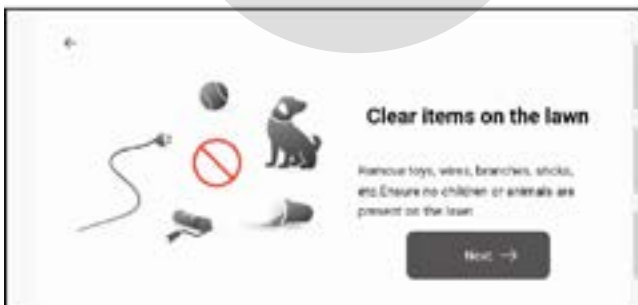 Clear items on the lawn
Remove toys, wires, branches, sticks,
etc.Ensure no children or animals are
present on the lawn
Next